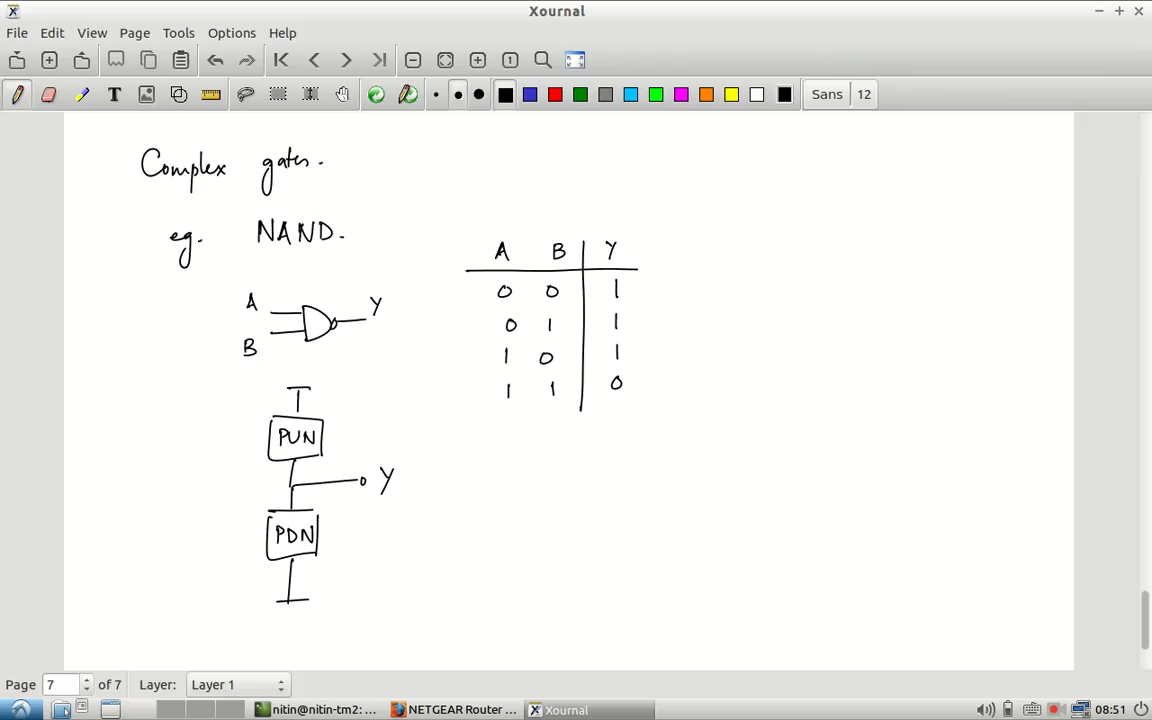 Xournal
File Edit View Page Tools Options Help
Sans 12
Complex gates.
eg. NAND.
A B Y
0 0 1
0 1 1
1 0 1
1 1 0
A
B
Y
PUN
Y
PDN
Page 7 of 7 Layer: Layer 1
nitin@nitin-tm2: ... NETGEAR Router ... Xournal 08:51